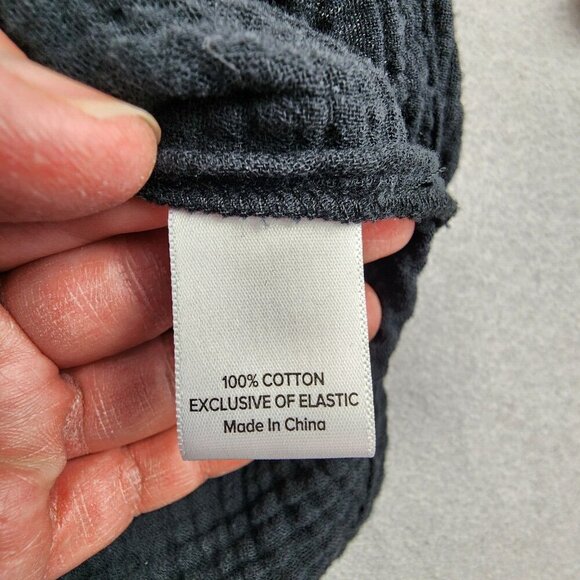 100% COTTON
EXCLUSIVE OF ELASTIC
Made In China